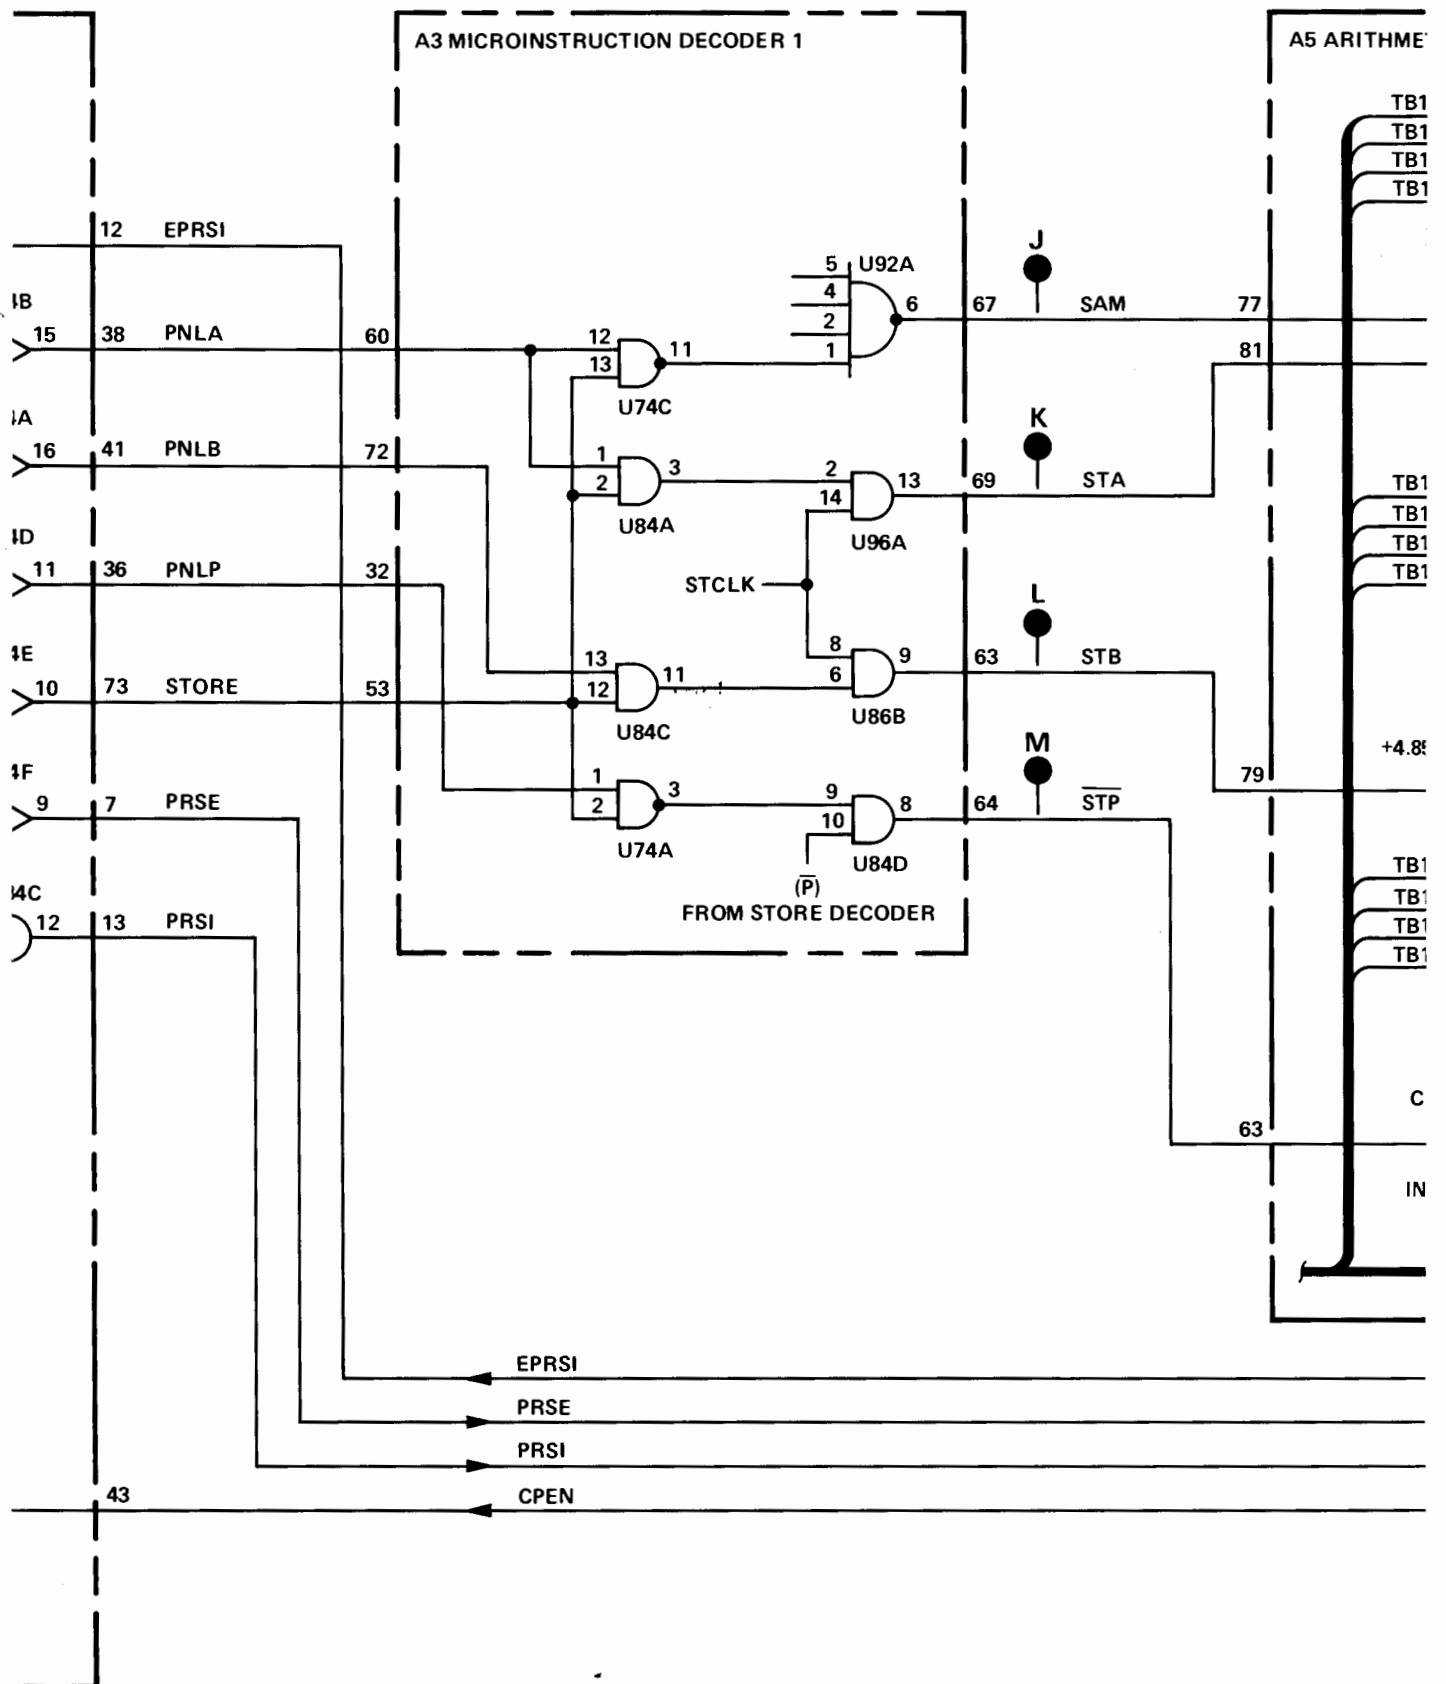 A3 MICROINSTRUCTION DECODER 1
A5 ARITHME
TB1
TB1
TB1
TB1
12 EPRSI
J
5 U92A
4
2
1
6 67 SAM 77
4B
15 38 PNLA 60
12
13
11
U74C
81
4A
16 41 PNLB 72
K
1
2
3
U84A
2
14
13 69 STA
U96A
TB1
TB1
TB1
TB1
4D
11 36 PNLP 32
STCLK
L
4E
10 73 STORE 53
13
12
11
U84C
8
6
9 63 STB
U86B
M
+4.85
79
4F
9 7 PRSE
1
2
3
U74A
9
10
8 64 STP
U84D
(P)
FROM STORE DECODER
TB1
TB1
TB1
TB1
4C
12 13 PRSI
C
63
IN
EPRSI
PRSE
PRSI
43 CPEN